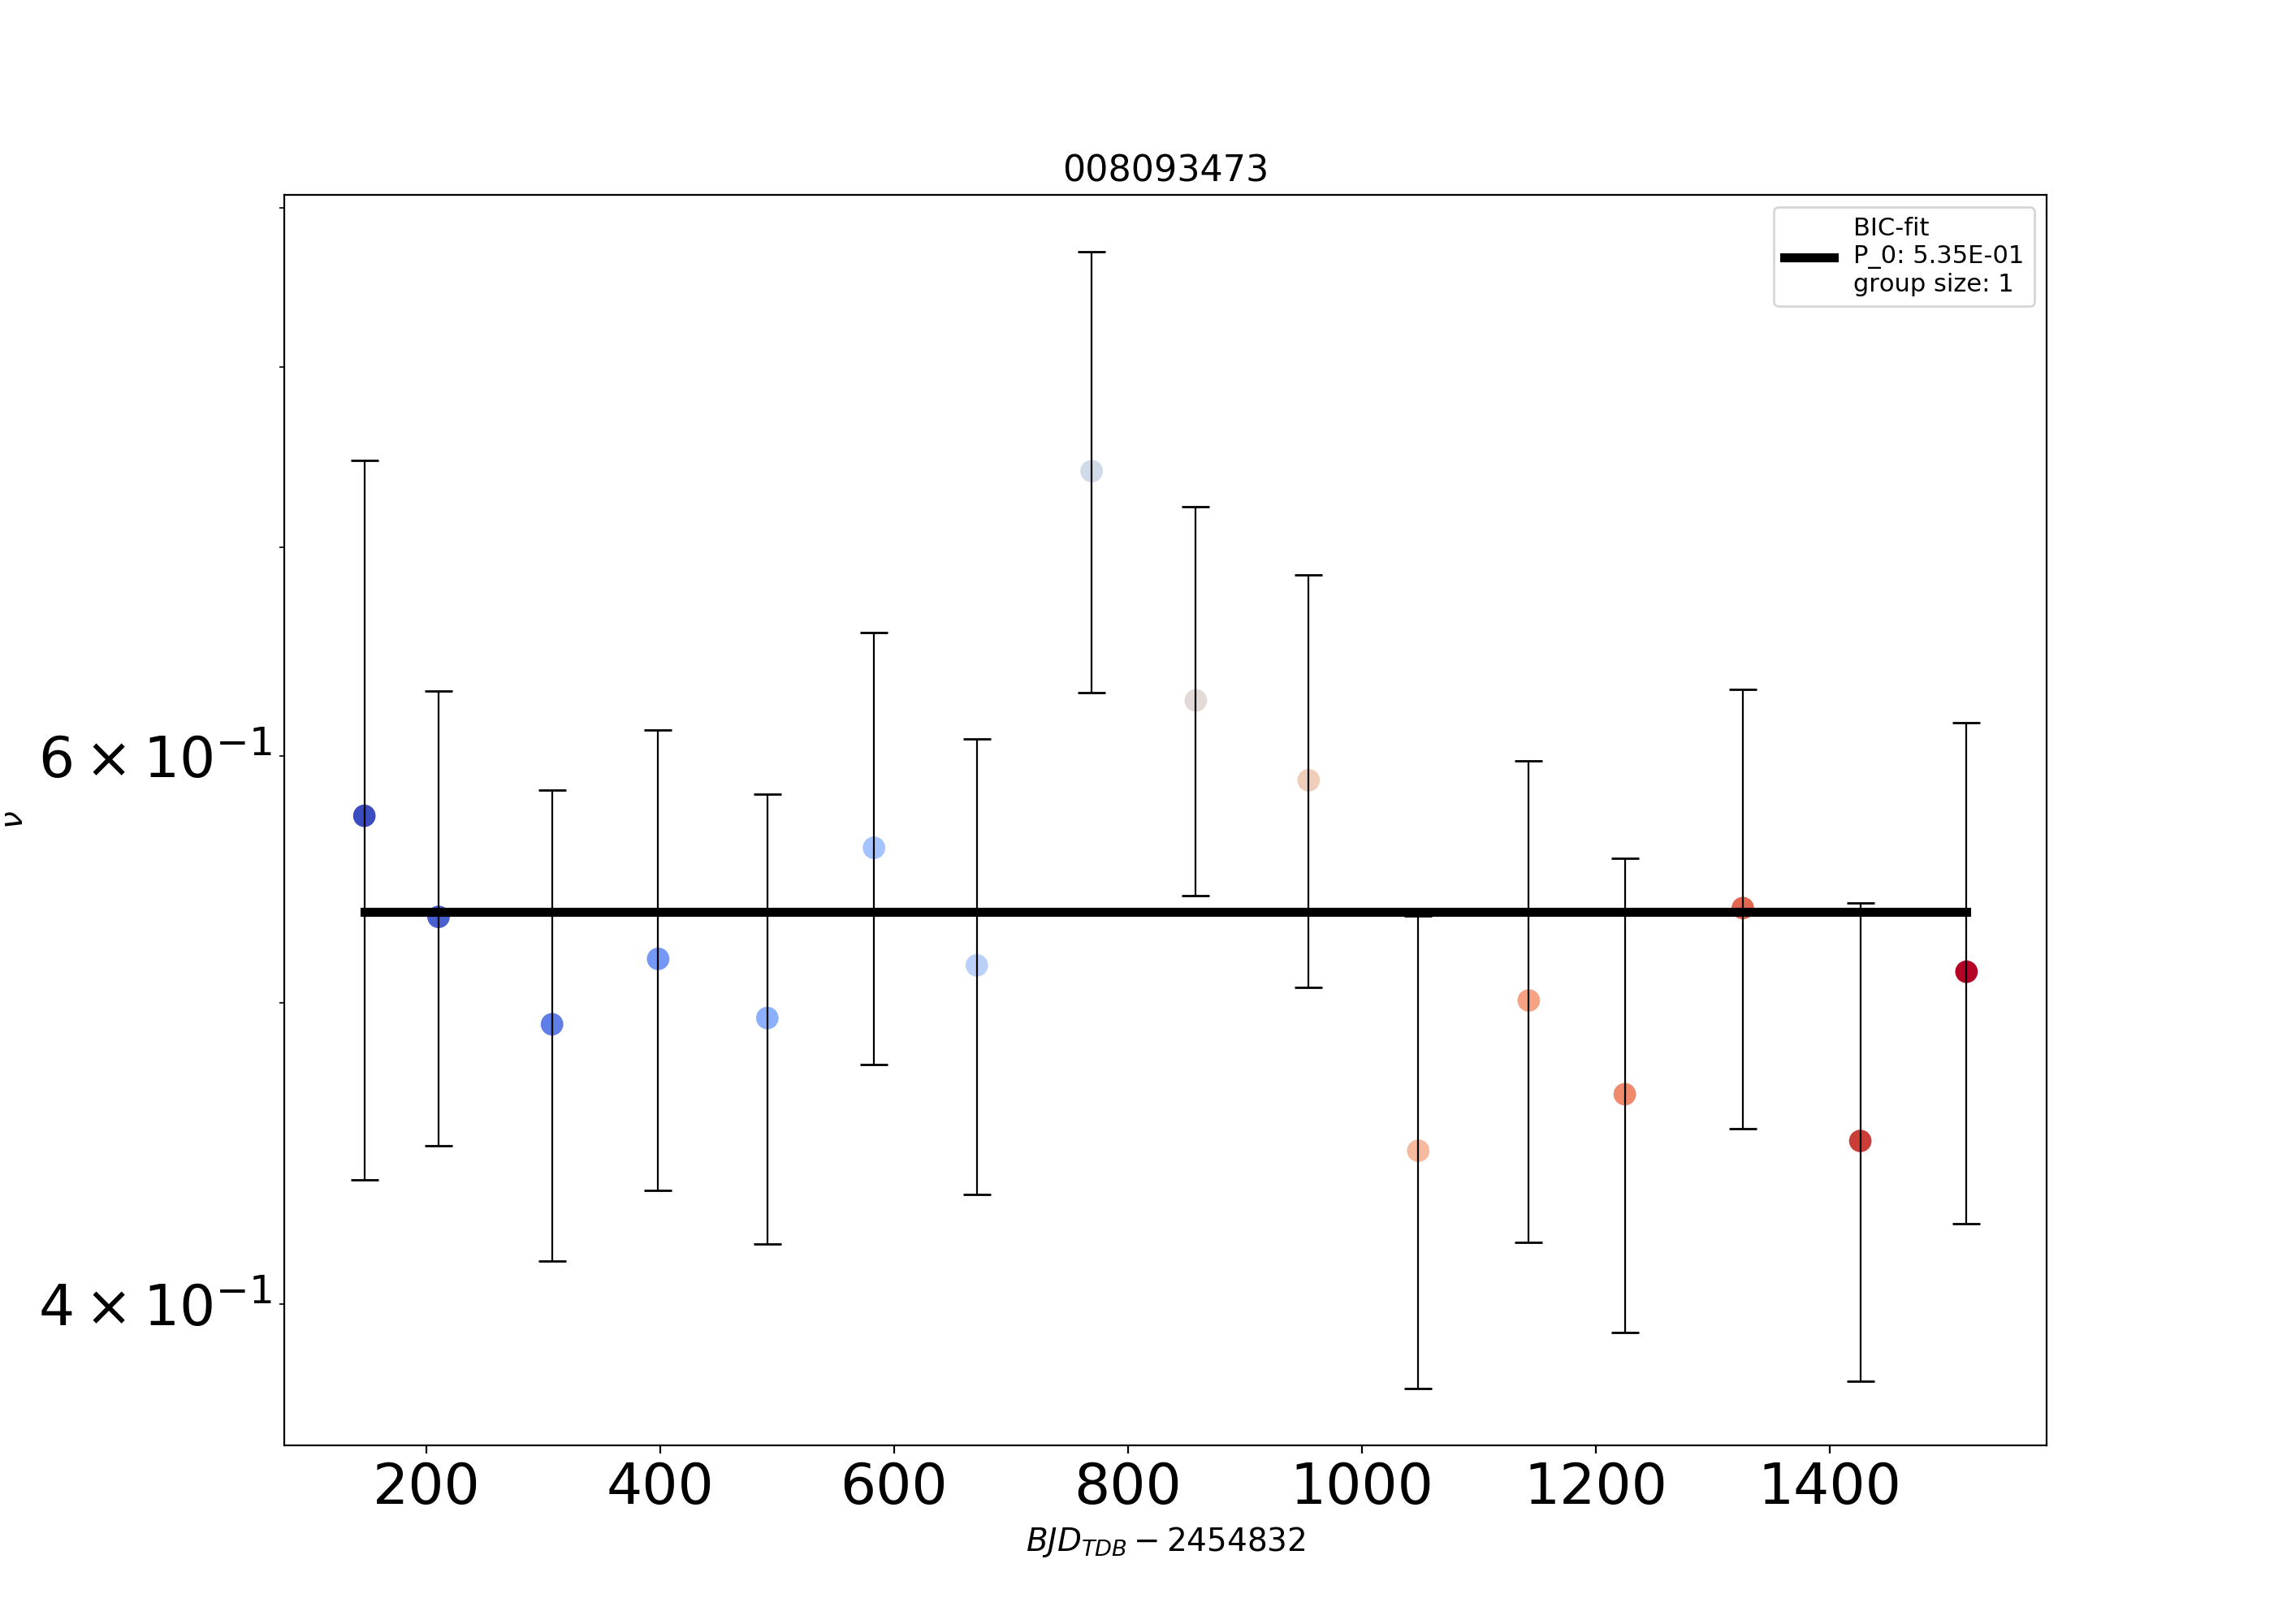 008093473
BIC-fit
P_0: 5.35E-01
group size: 1
6 × 10⁻¹
ν
4 × 10⁻¹
200 400 600 800 1000 1200 1400
BJD_TDB − 2454832